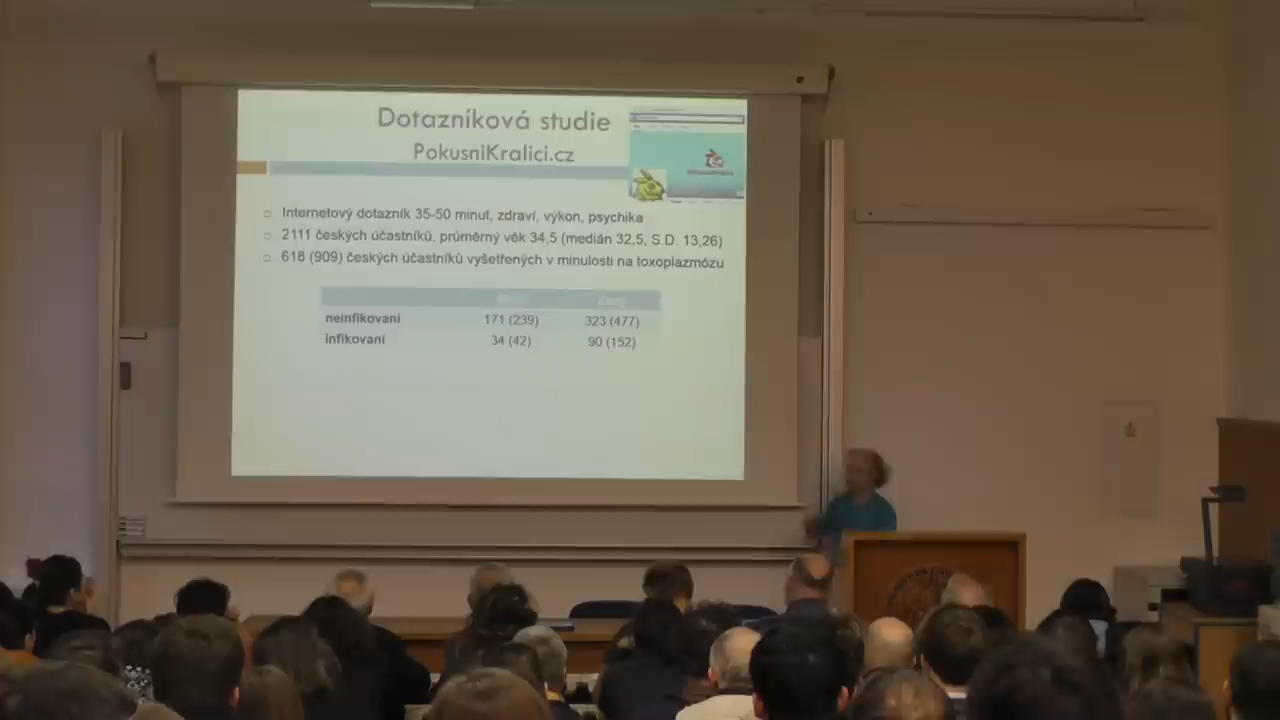 Dotazníková studie
PokusniKralici.cz
Internetový dotazník 35-50 minut, zdraví, výkon, psychika
2111 českých účastníků, průměrný věk 34,5 (medián 32,5, S.D. 13,26)
618 (909) českých účastníků vyšetřených v minulosti na toxoplazmózu
Ženy
neinfikovaní 171 (239) 323 (477)
infikovaní 34 (42) 90 (152)